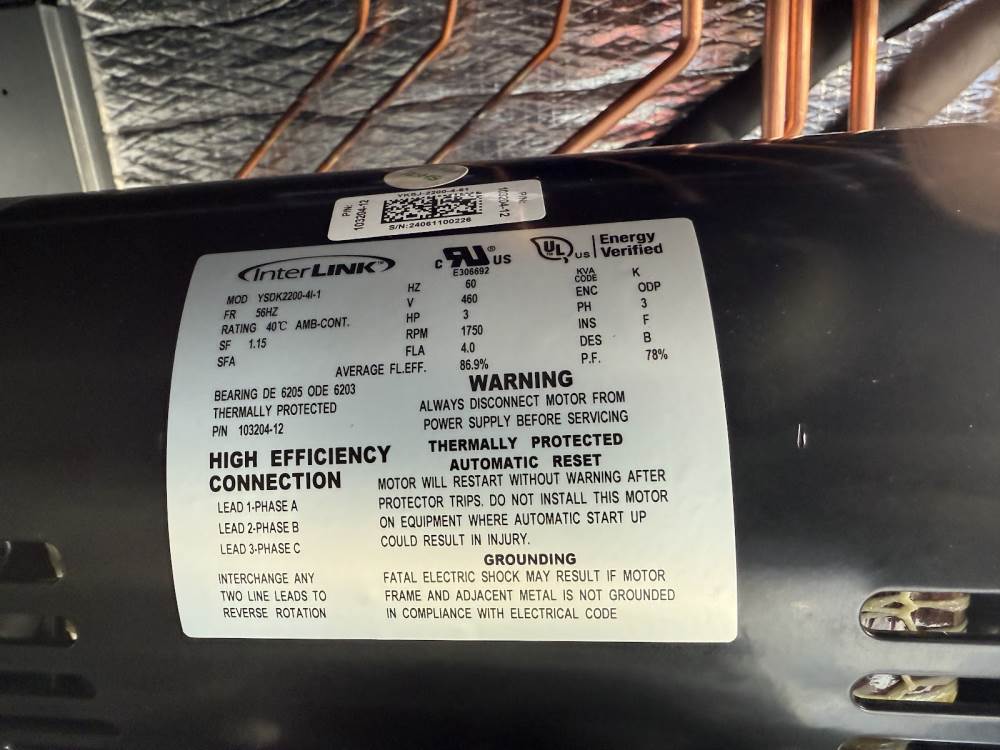 P/N:
103204-12
YKSJ-2200-4-61
S/N:24061100226
P/N:
103204-12
InterLINK™
C RU® US
E306692
UL US
Energy
Verified
MOD YSDK2200-4I-1
FR 56HZ
RATING 40℃ AMB-CONT.
SF 1.15
SFA
HZ 60
V 460
HP 3
RPM 1750
FLA 4.0
AVERAGE FL.EFF. 86.9%
KVA CODE K
ENC ODP
PH 3
INS F
DES B
P.F. 78%
BEARING DE 6205 ODE 6203
THERMALLY PROTECTED
P/N 103204-12
HIGH EFFICIENCY
CONNECTION
LEAD 1-PHASE A
LEAD 2-PHASE B
LEAD 3-PHASE C
INTERCHANGE ANY
TWO LINE LEADS TO
REVERSE ROTATION
WARNING
ALWAYS DISCONNECT MOTOR FROM
POWER SUPPLY BEFORE SERVICING
THERMALLY PROTECTED
AUTOMATIC RESET
MOTOR WILL RESTART WITHOUT WARNING AFTER
PROTECTOR TRIPS. DO NOT INSTALL THIS MOTOR
ON EQUIPMENT WHERE AUTOMATIC START UP
COULD RESULT IN INJURY.
GROUNDING
FATAL ELECTRIC SHOCK MAY RESULT IF MOTOR
FRAME AND ADJACENT METAL IS NOT GROUNDED
IN COMPLIANCE WITH ELECTRICAL CODE